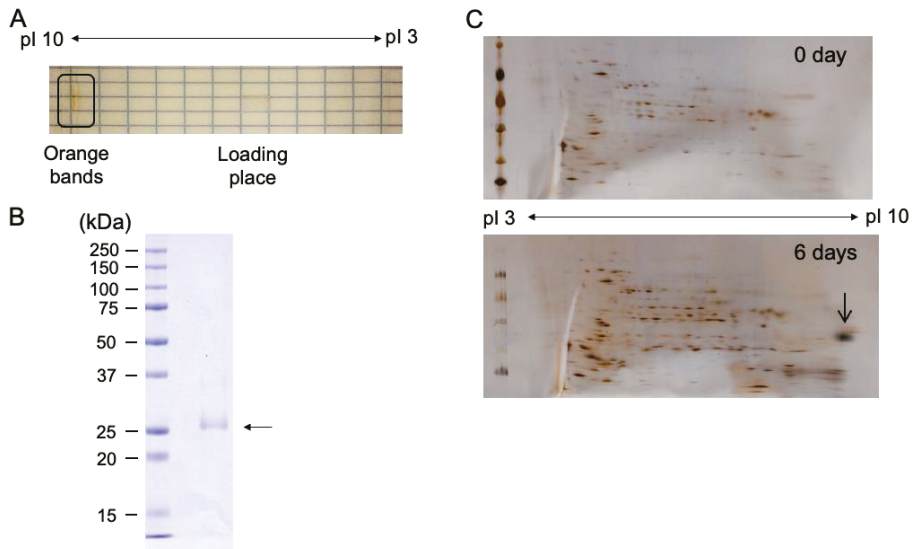 A
pI 10
pI 3
Orange
bands
Loading
place
B
(kDa)
250
150
100
75
50
37
25
20
15
C
0 day
pI 3
pI 10
6 days